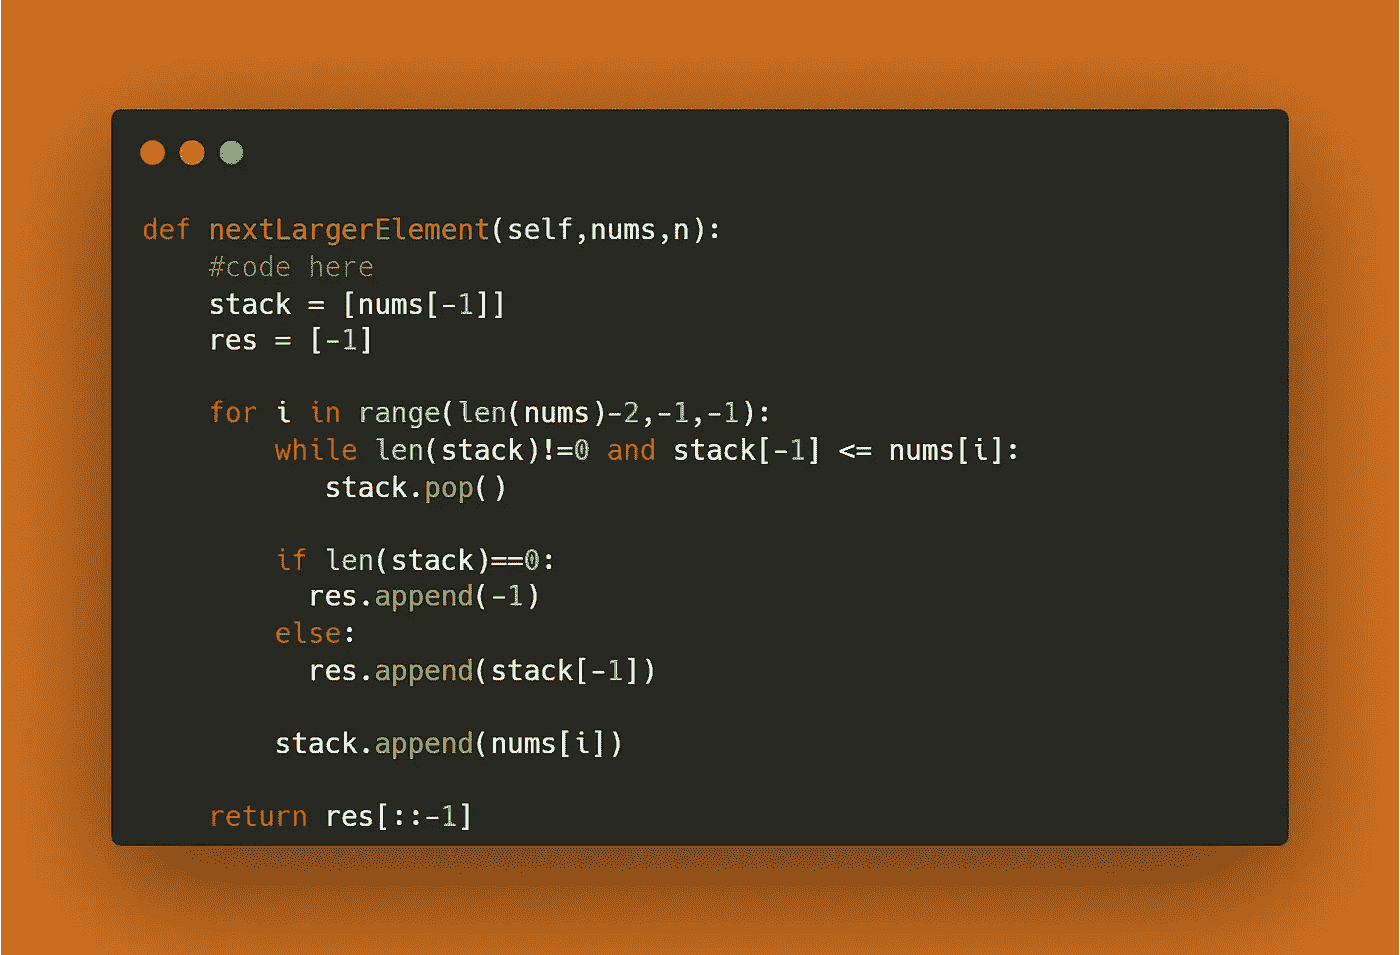 def nextLargerElement(self,nums,n):
    #code here
    stack = [nums[-1]]
    res = [-1]
    for i in range(len(nums)-2,-1,-1):
        while len(stack)!=0 and stack[-1] <= nums[i]:
           stack.pop()
        if len(stack)==0:
          res.append(-1)
        else:
          res.append(stack[-1])
        stack.append(nums[i])
    return res[::-1]